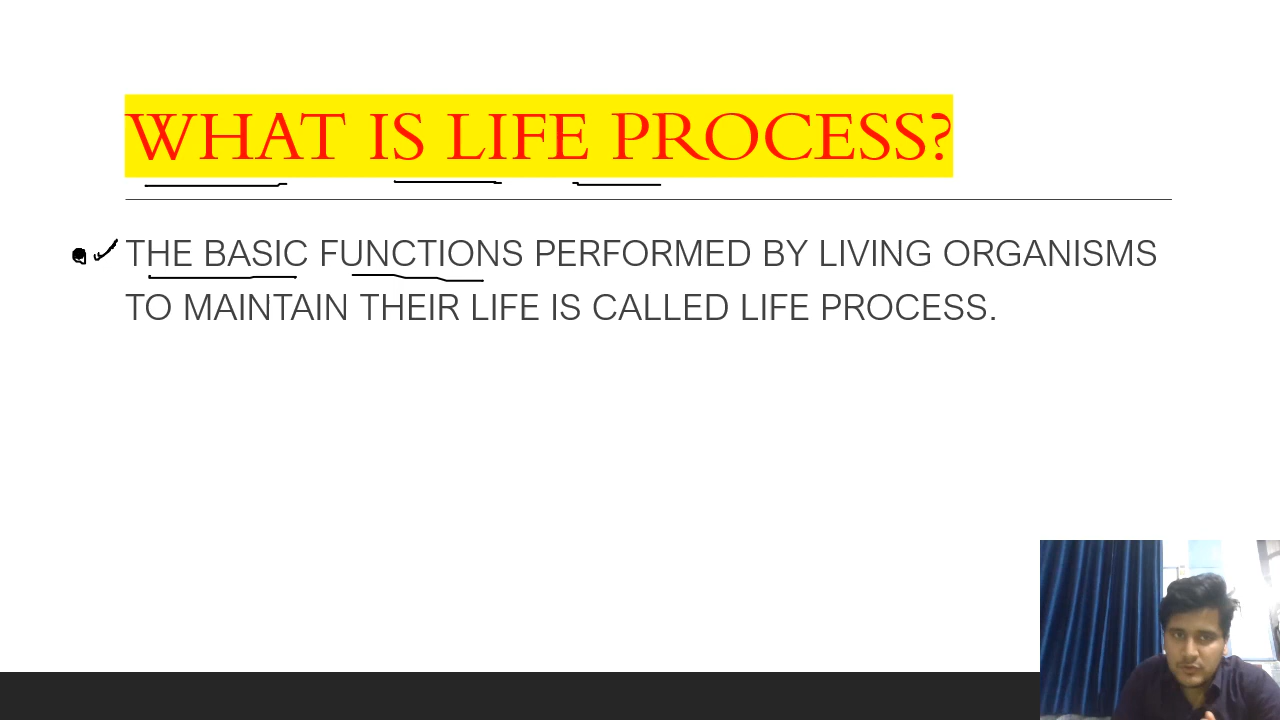 WHAT IS LIFE PROCESS?
THE BASIC FUNCTIONS PERFORMED BY LIVING ORGANISMS
TO MAINTAIN THEIR LIFE IS CALLED LIFE PROCESS.